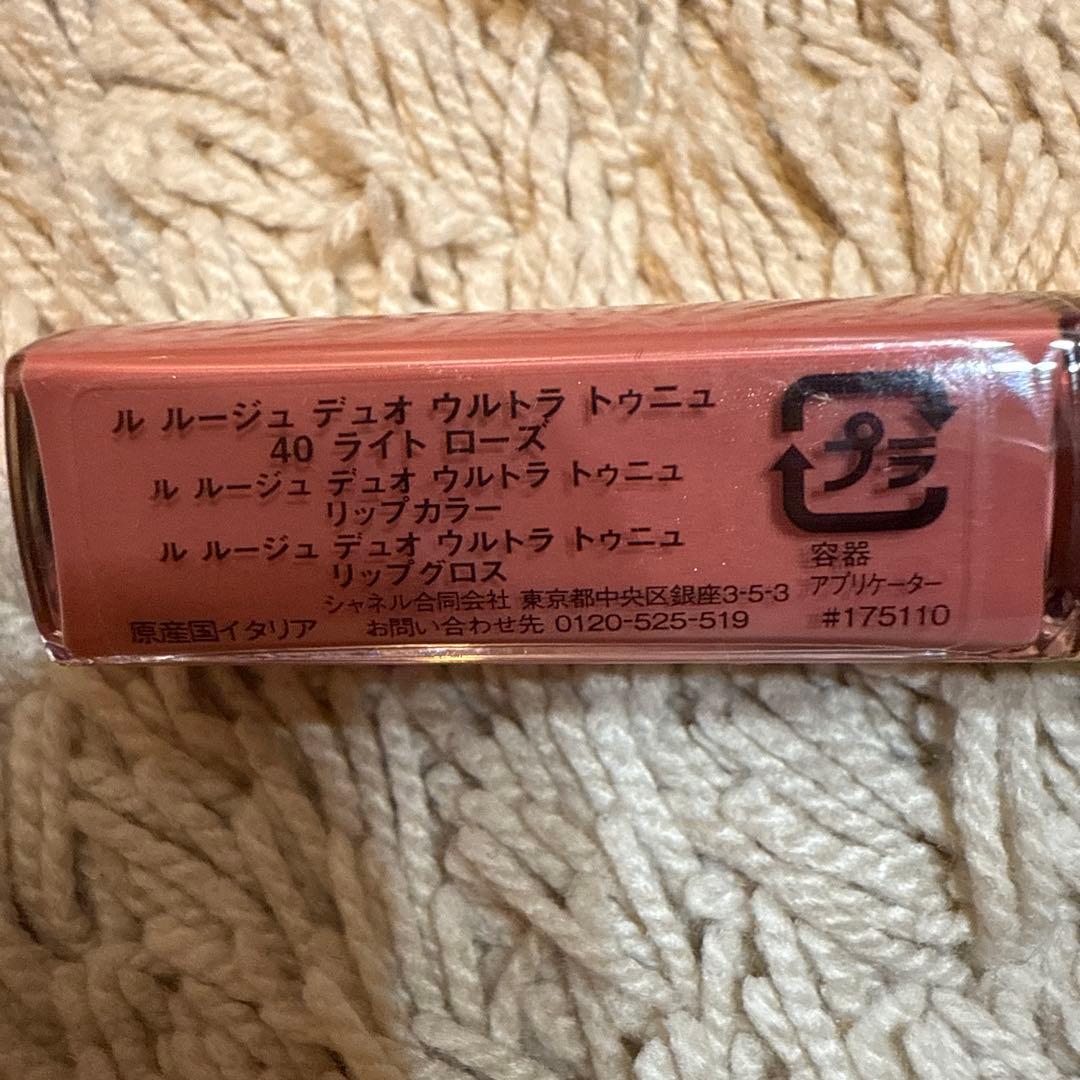 ル ルージュ デュオ ウルトラ トゥニュ
40 ライト ローズ
ル ルージュ デュオ ウルトラ トゥニュ
リップカラー
ル ルージュ デュオ ウルトラ トゥニュ
リップグロス
シャネル合同会社 東京都中央区銀座3-5-3
原産国イタリア お問い合わせ先 0120-525-519
プラ
容器
アプリケーター
#175110